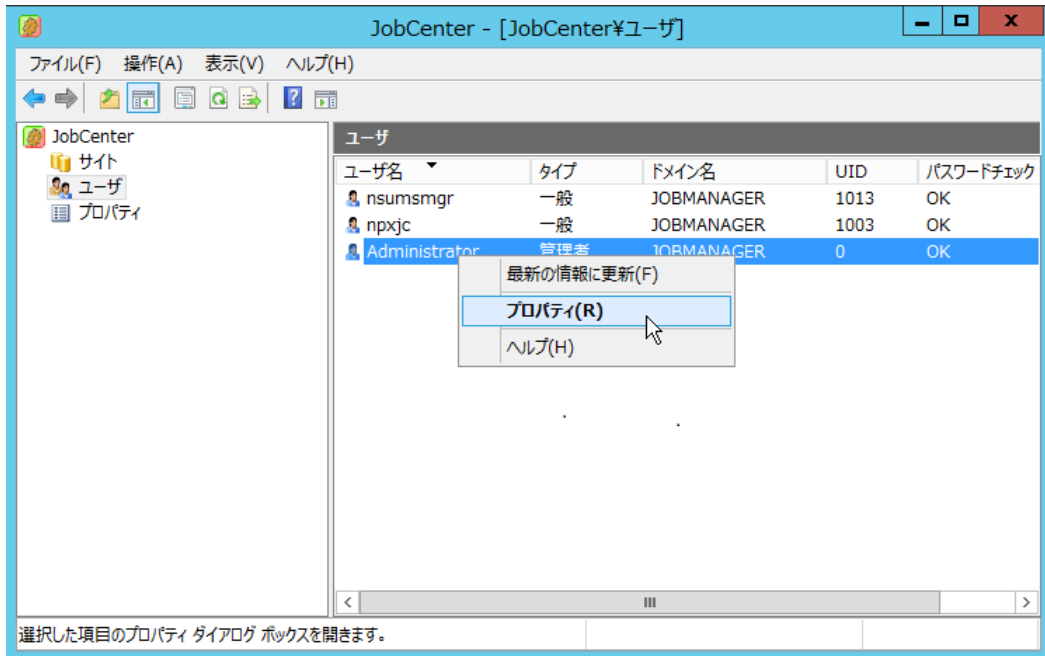 JobCenter - [JobCenter¥ユーザ]
ファイル(F) 操作(A) 表示(V) ヘルプ(H)
JobCenter
サイト
ユーザ
プロパティ
ユーザ
ユーザ名 タイプ ドメイン名 UID パスワードチェック
nsumsmgr 一般 JOBMANAGER 1013 OK
npxjc 一般 JOBMANAGER 1003 OK
Administrator 管理者 JOBMANAGER 0 OK
最新の情報に更新(F)
プロパティ(R)
ヘルプ(H)
選択した項目のプロパティ ダイアログ ボックスを開きます。